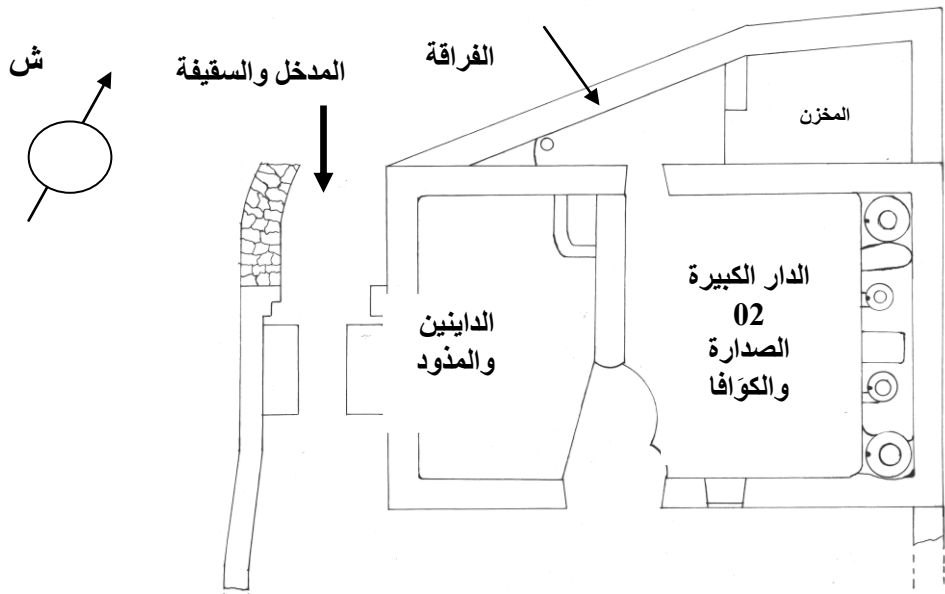 ش
المدخل والسقيفة
الفراقة
المخزن
الدار الكبيرة
02
الصدارة
والكوَافا
الداينين
والمذود